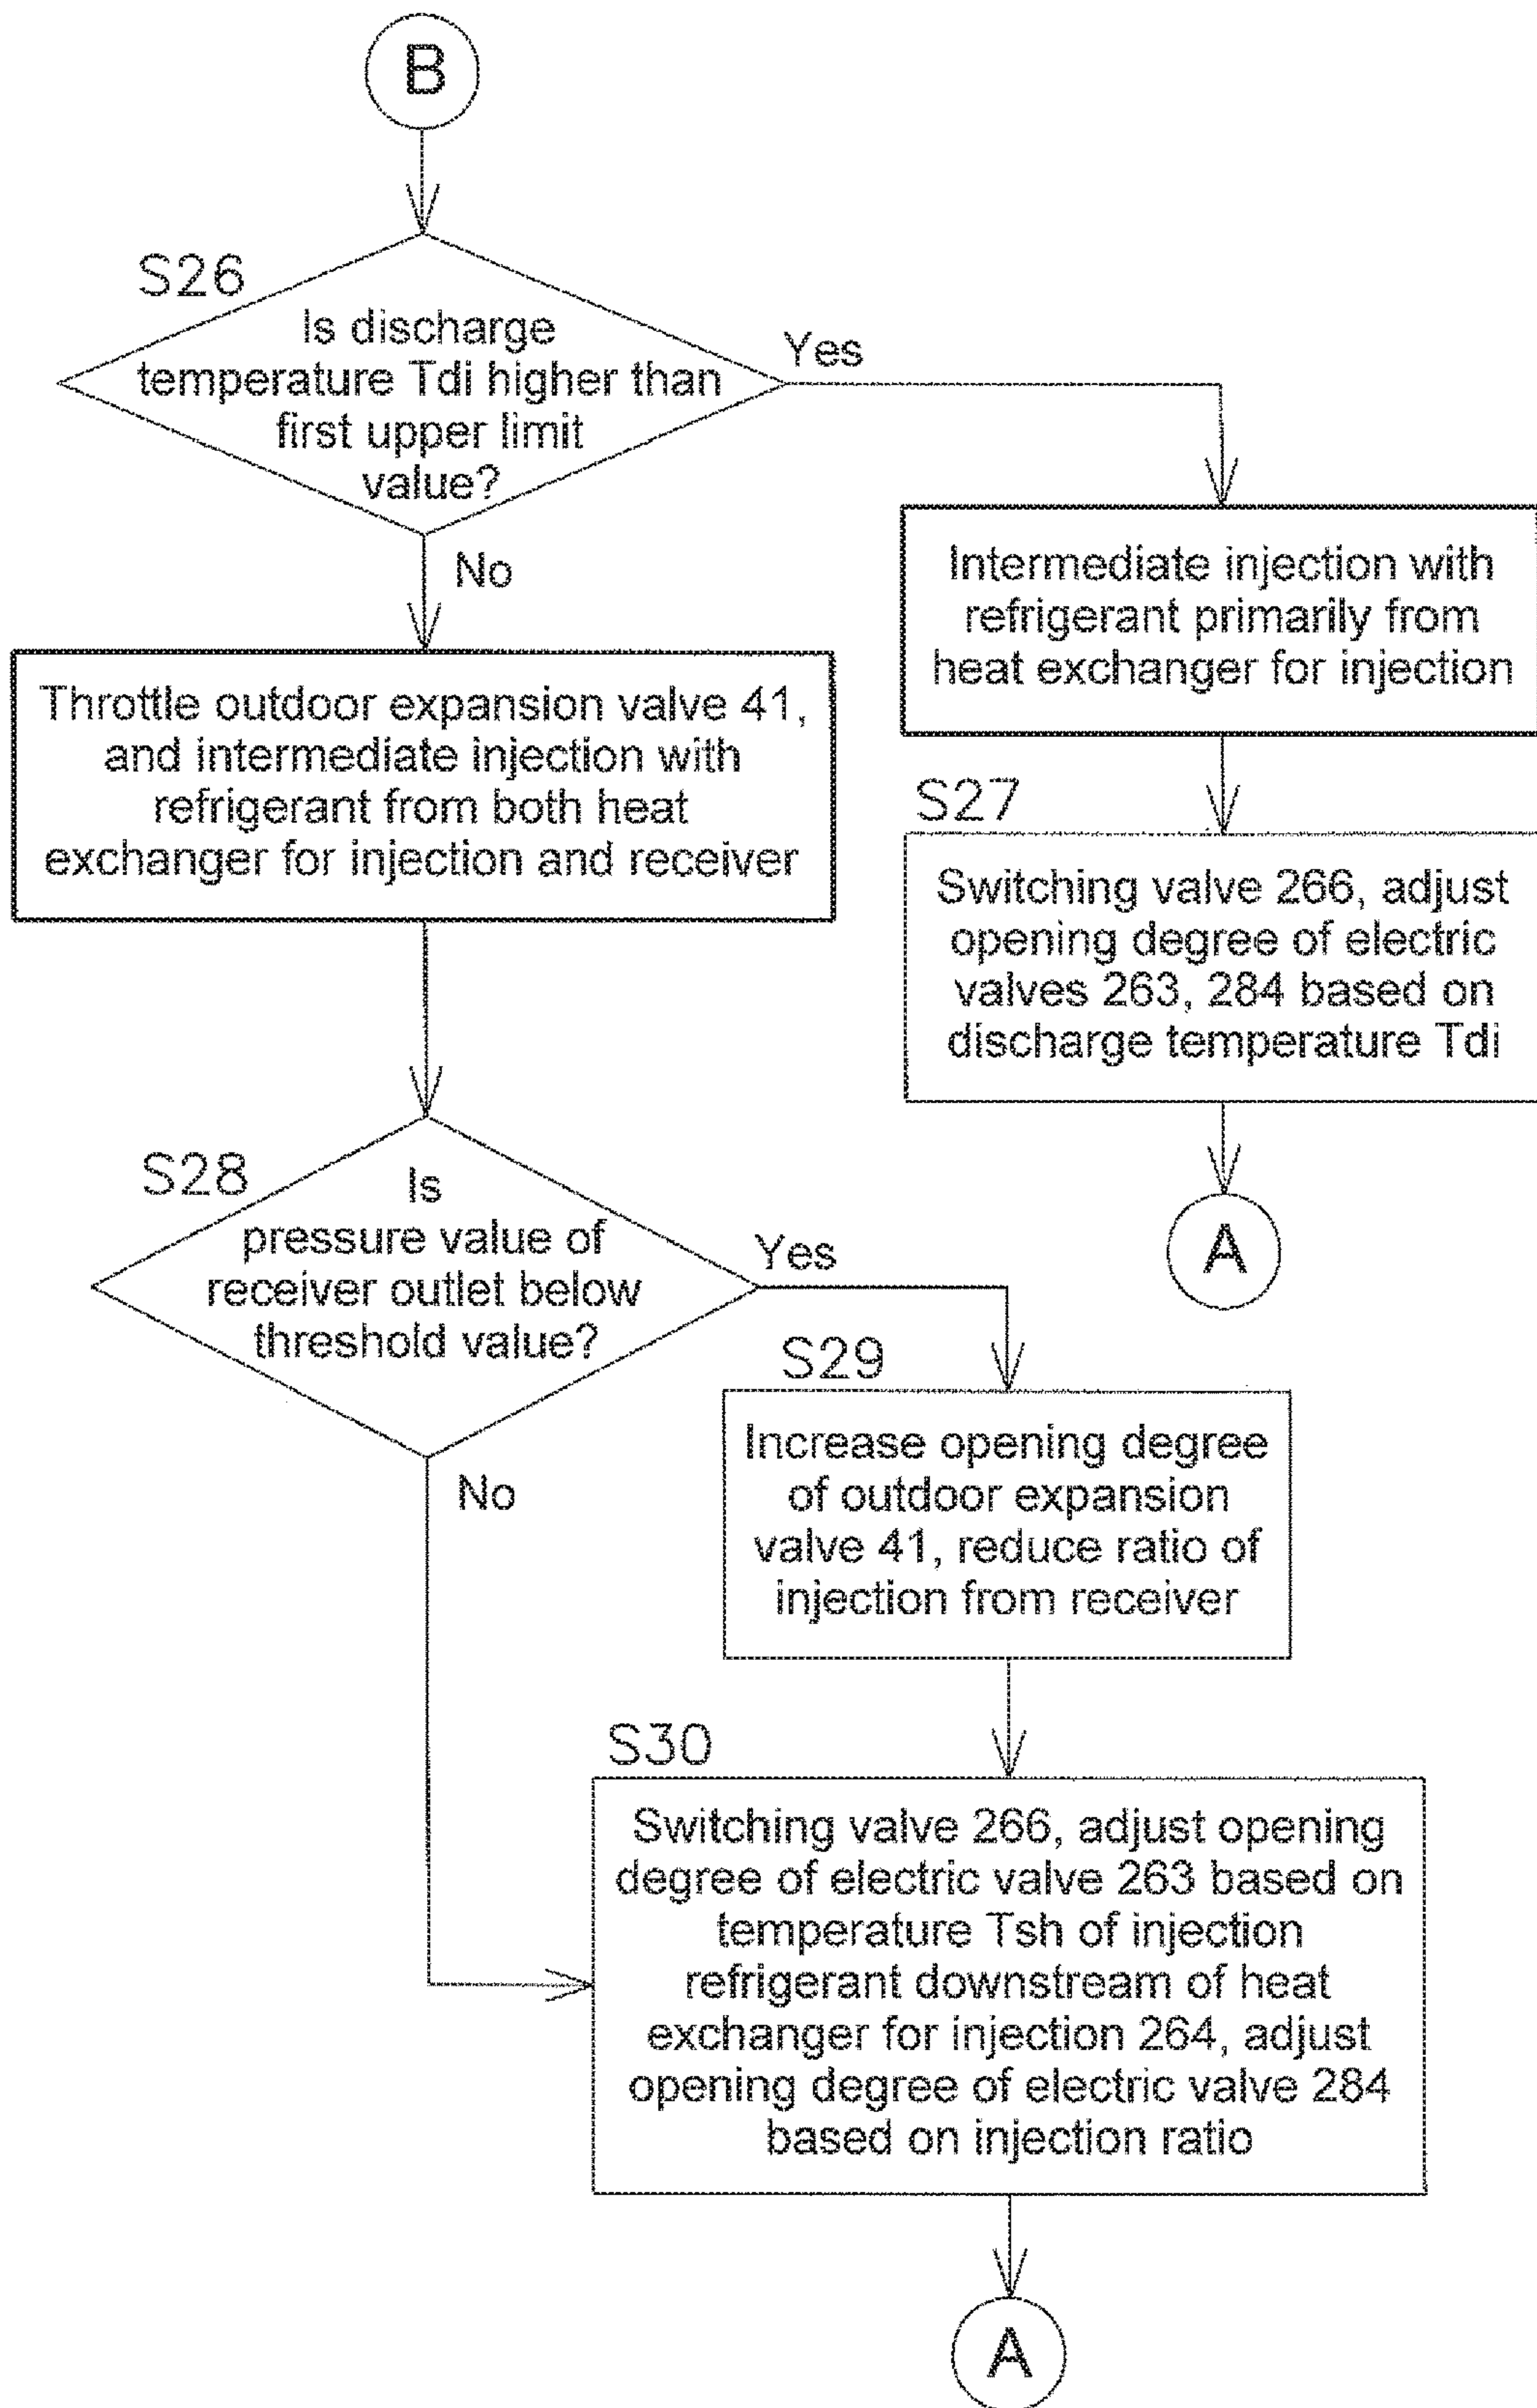 B
S26
Is discharge
temperature Tdi higher than
first upper limit
value?
Yes
No
Intermediate injection with
refrigerant primarily from
heat exchanger for injection
Throttle outdoor expansion valve 41,
and intermediate injection with
refrigerant from both heat
exchanger for injection and receiver
S27
Switching valve 266, adjust
opening degree of electric
valves 263, 284 based on
discharge temperature Tdi
A
S28
Is
pressure value of
receiver outlet below
threshold value?
Yes
No
S29
Increase opening degree
of outdoor expansion
valve 41, reduce ratio of
injection from receiver
S30
Switching valve 266, adjust opening
degree of electric valve 263 based on
temperature Tsh of injection
refrigerant downstream of heat
exchanger for injection 264, adjust
opening degree of electric valve 284
based on injection ratio
A